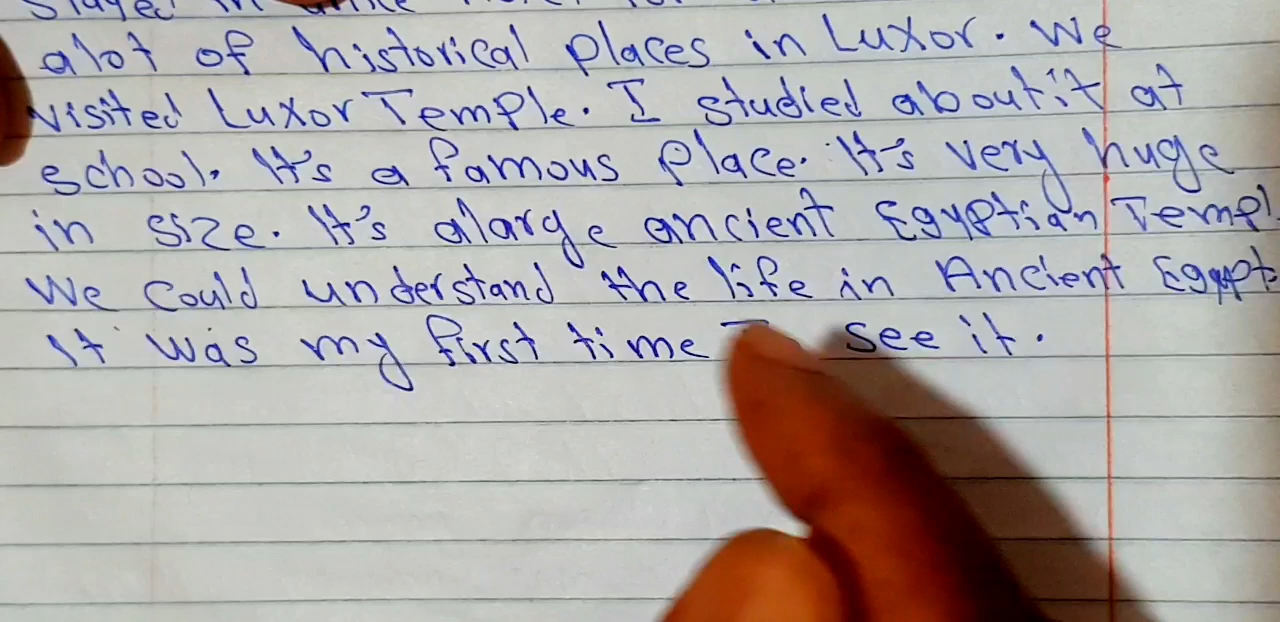 Stayed in
alot of historical places in Luxor. We
visited Luxor Temple. I studied about it at
school. It's a famous place. It's very huge
in size. It's alarge ancient Egyptian Templ
We could understand the life in Ancient Egypt.
It was my first time see it.